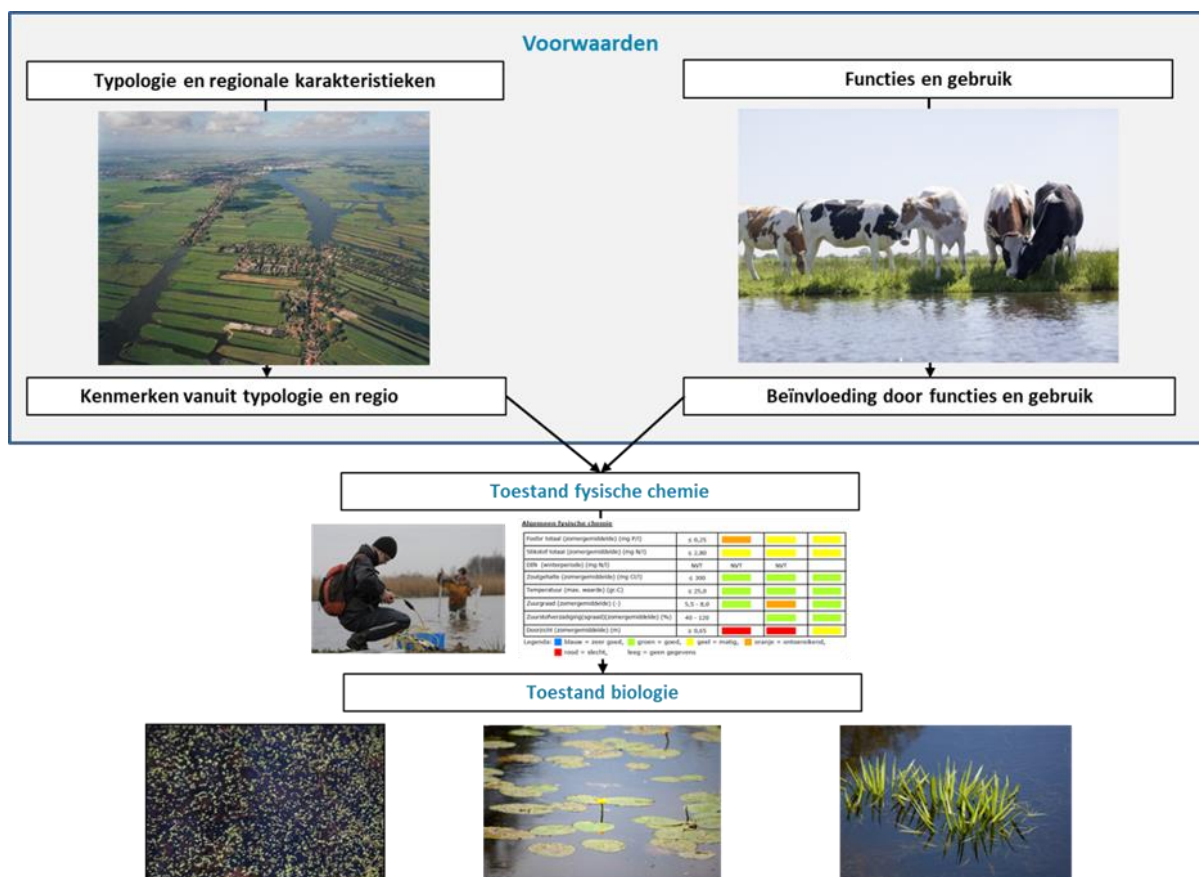 Voorwaarden
Typologie en regionale karakteristieken
Functies en gebruik
Kenmerken vanuit typologie en regio
Beïnvloeding door functies en gebruik
Toestand fysische chemie
Algemeen fysische chemie
Fosfor totaal (zomergemiddelde) (mg P/l) ≤ 0,25
Stikstof totaal (zomergemiddelde) (mg N/l) ≤ 2,80
(winterperiode) (mg N/l) NVT NVT NVT
Zoutgehalte (zomergemiddelde) (mg Cl/l) ≤ 300
Temperatuur (max. waarde) (gr.C) ≤ 25,0
Zuurgraad (zomergemiddelde) (-) 5,5 - 8,0
Zuurstofverzadiging(sgraad)(zomergemiddelde) (%) 40 - 120
Doorzicht (zomergemiddelde) (m) 0,65
Legenda: blauw = zeer goed, groen = goed, geel = matig, oranje = ontoereikend,
rood = slecht, leeg = geen gegevens
Toestand biologie